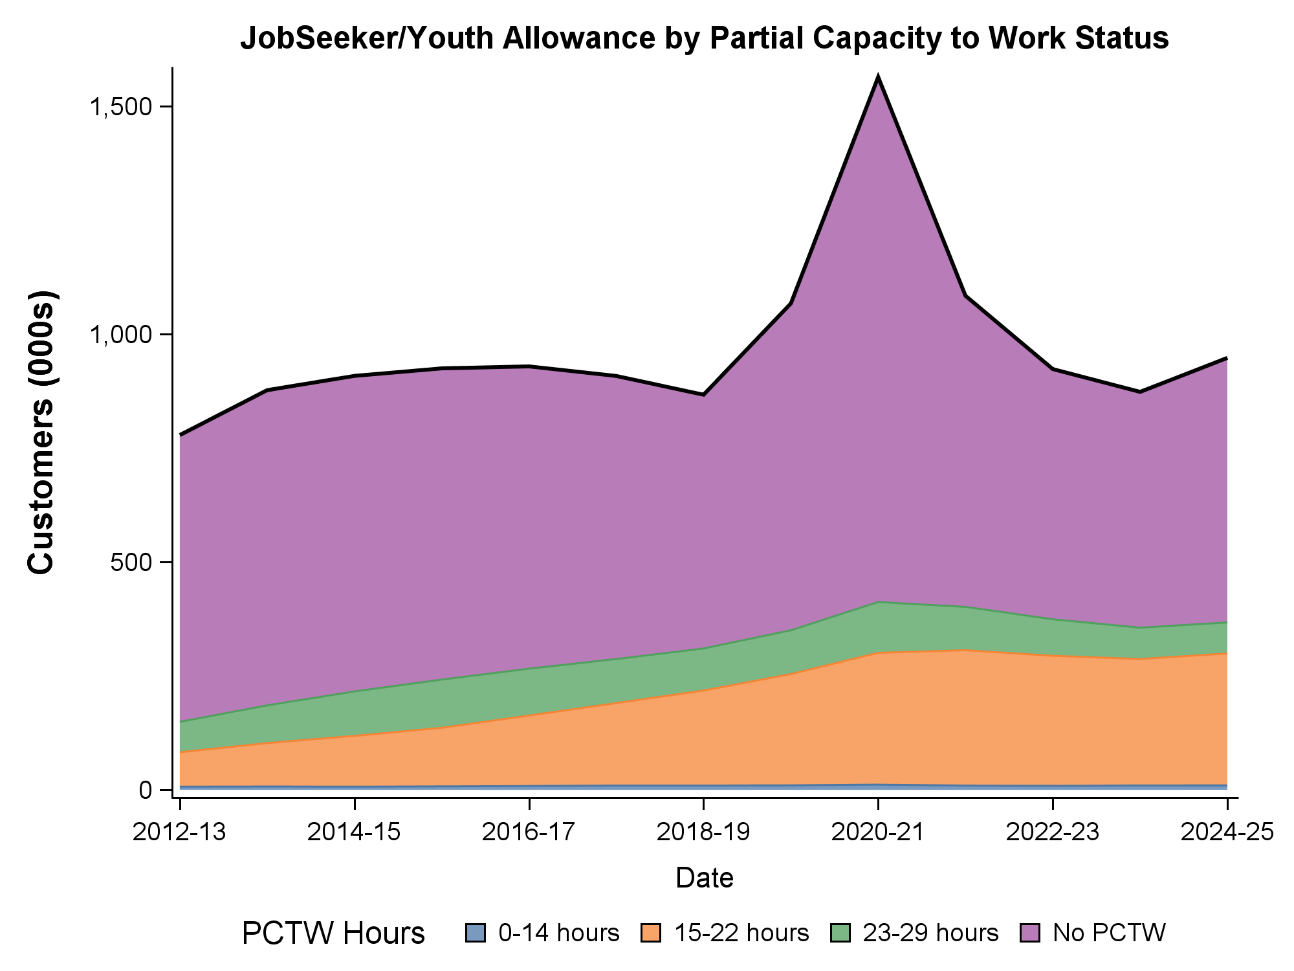 JobSeeker/Youth Allowance by Partial Capacity to Work Status
Customers (000s)
1,500
1,000
500
0
2012-13 2014-15 2016-17 2018-19 2020-21 2022-23 2024-25
Date
PCTW Hours 0-14 hours 15-22 hours 23-29 hours No PCTW